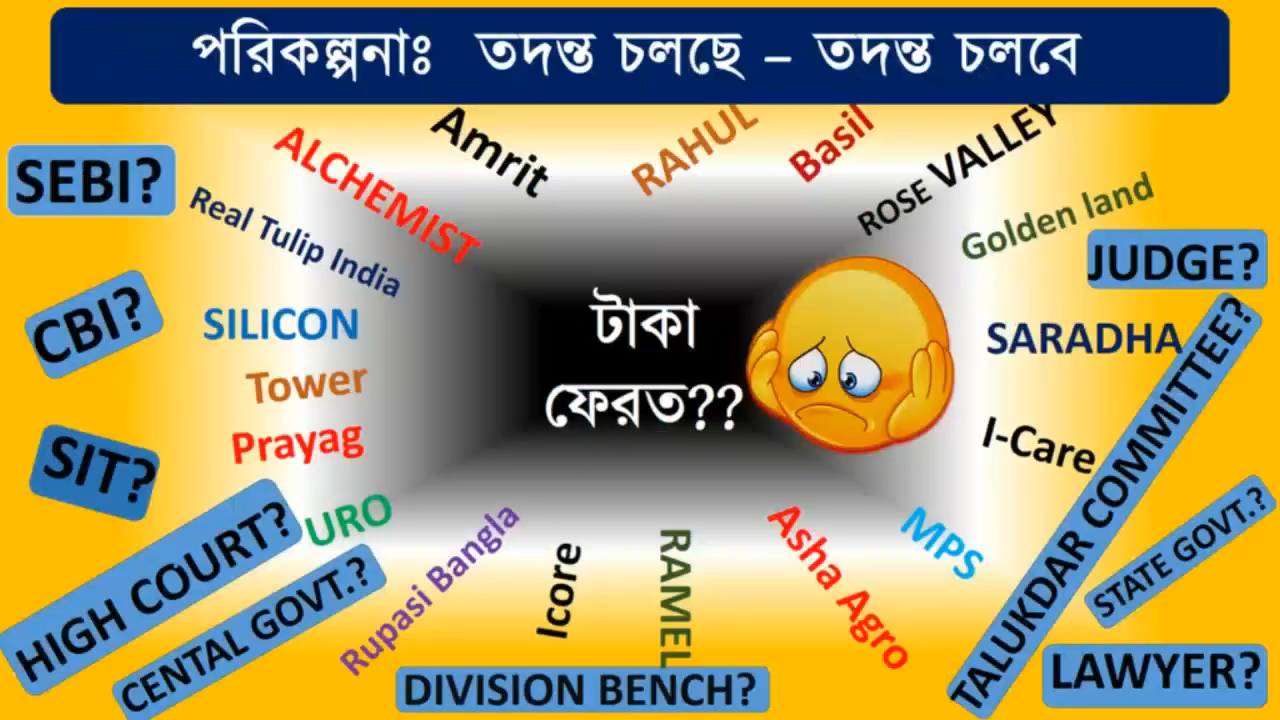 পরিকল্পনাঃ তদন্ত চলছে – তদন্ত চলবে
Amrit
RAHUL
Basil
ROSE VALLEY
ALCHEMIST
SEBI?
Real Tulip India
Golden land
JUDGE?
CBI?
SILICON
টাকা
ফেরত??
SARADHA
Tower
Prayag
I-Care
SIT?
URO
HIGH COURT?
CENTAL GOVT.?
Rupasi Bangla
Icore
RAMEL
Asha Agro
MPS
TALUKDAR COMMITTEE?
STATE GOVT.?
DIVISION BENCH?
LAWYER?